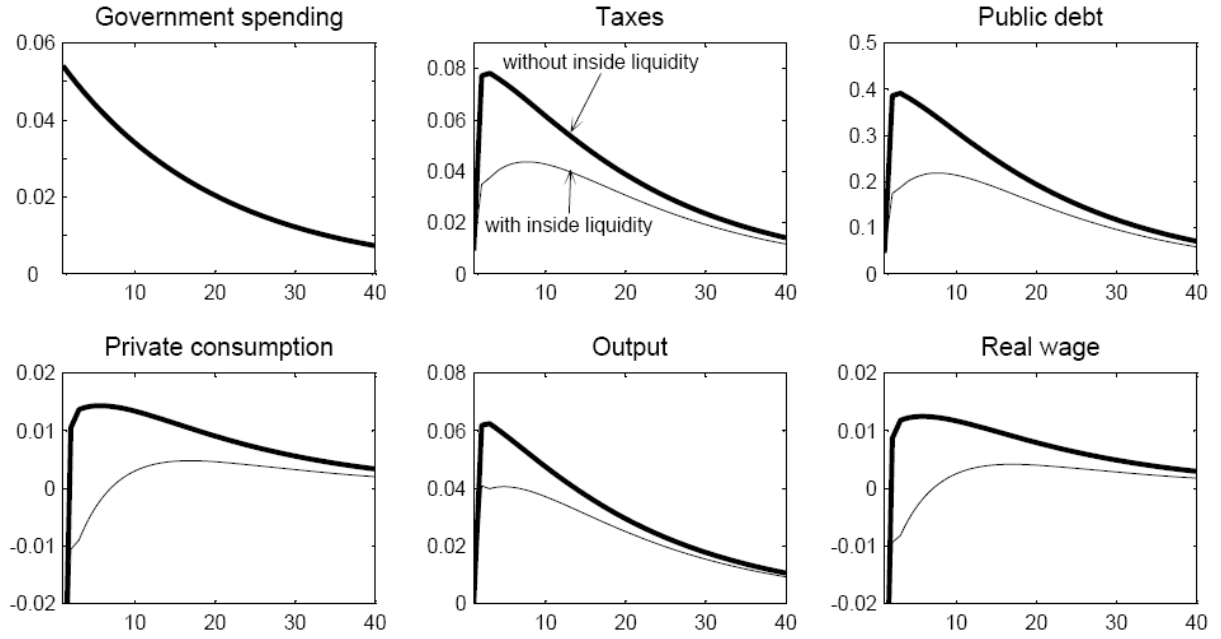 Government spending
Taxes
Public debt
0.06
0.04
0.02
0
10 20 30 40
0.08
0.06
0.04
0.02
0
without inside liquidity
with inside liquidity
10 20 30 40
0.5
0.4
0.3
0.2
0.1
0
10 20 30 40
Private consumption
Output
Real wage
0.02
0.01
0
-0.01
-0.02
10 20 30 40
0.08
0.06
0.04
0.02
0
10 20 30 40
0.02
0.01
0
-0.01
-0.02
10 20 30 40